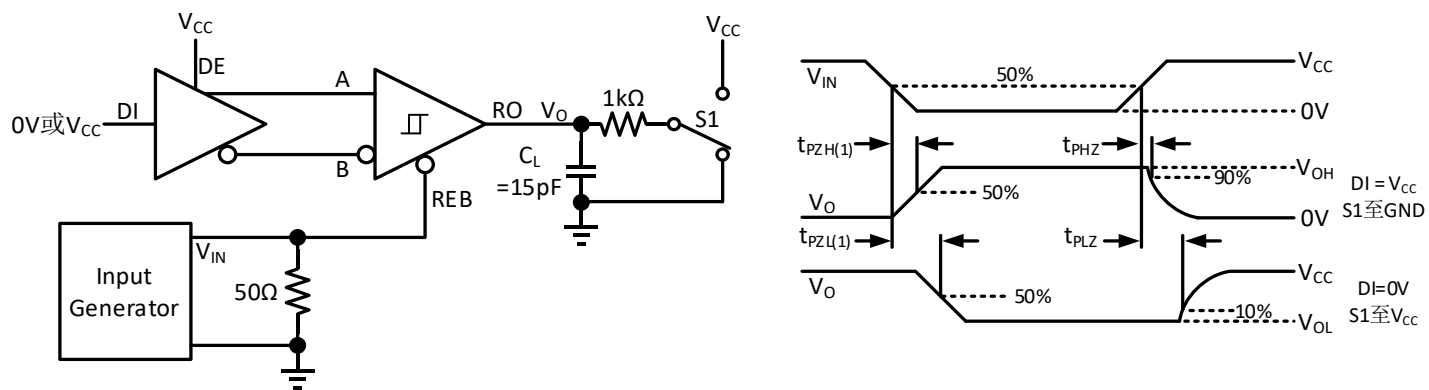 VCC
DE
DI
0V或VCC
A
B
RO
VO
1kΩ
S1
VCC
CL
=15pF
REB
VIN
Input
Generator
50Ω
VIN
50%
VCC
0V
tPZH(1)
tPHZ
VOH
90%
50%
VO
0V
DI = VCC
S1至GND
tPZL(1)
tPLZ
VO
50%
VCC
10%
VOL
DI=0V
S1至VCC